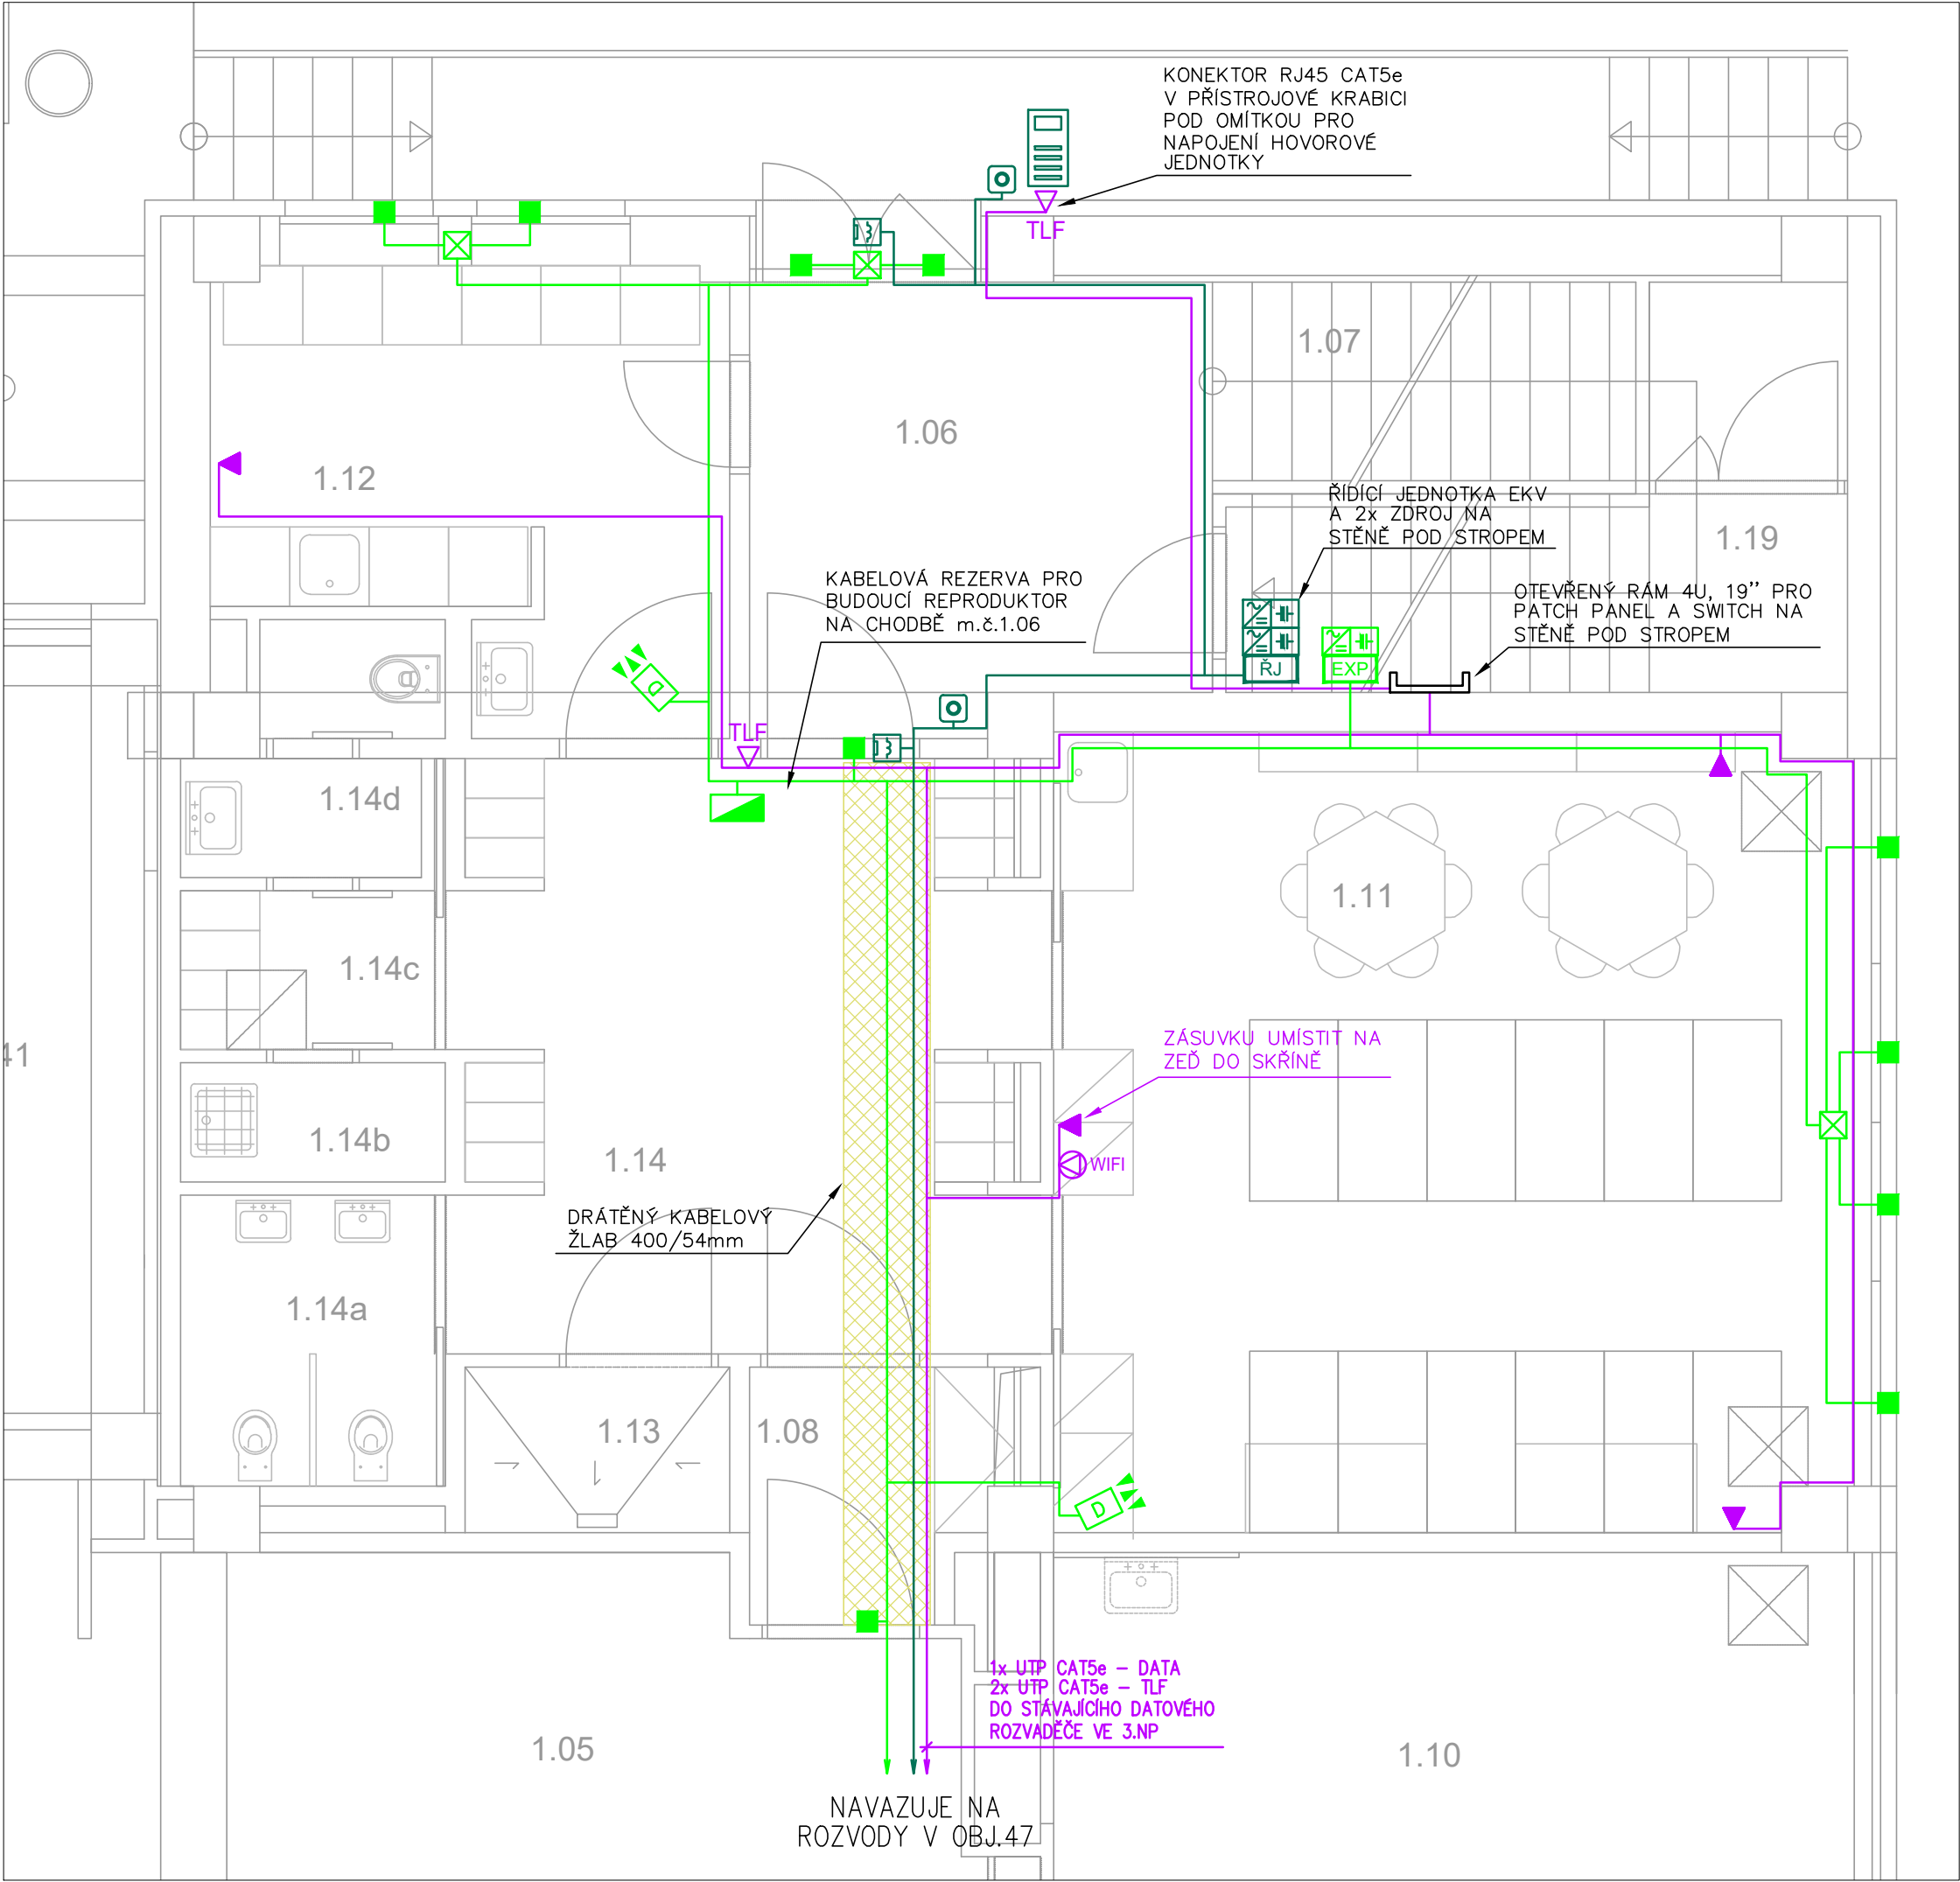 KONEKTOR RJ45 CAT5e
V PŘÍSTROJOVÉ KRABICI
POD OMÍTKOU PRO
NAPOJENÍ HOVOROVÉ
JEDNOTKY
TLF
1.07
1.06
1.12
ŘÍDÍCÍ JEDNOTKA EKV
A 2x ZDROJ NA
STĚNĚ POD STROPEM
1.19
KABELOVÁ REZERVA PRO
BUDOUCÍ REPRODUKTOR
NA CHODBĚ m.č.1.06
OTEVŘENÝ RÁM 4U, 19’’ PRO
PATCH PANEL A SWITCH NA
STĚNĚ POD STROPEM
ŘJ
EXP
D
TLF
1.14d
1.11
1.14c
41
ZÁSUVKU UMÍSTIT NA
ZEĎ DO SKŘÍNĚ
1.14b
1.14
WIFI
DRÁTĚNÝ KABELOVÝ
ŽLAB 400/54mm
1.14a
1.13
1.08
D
1x UTP CAT5e – DATA
2x UTP CAT5e – TLF
DO STÁVAJÍCÍHO DATOVÉHO
ROZVADĚČE VE 3.NP
1.05
1.10
NAVAZUJE NA
ROZVODY V OBJ.47